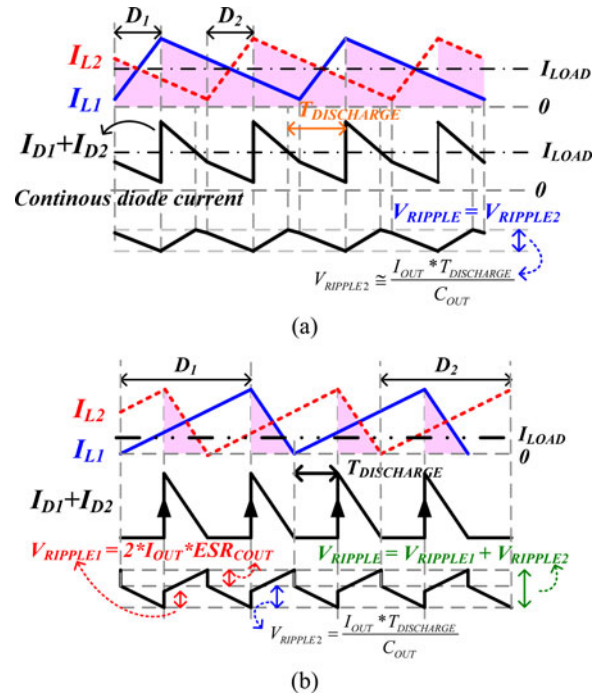 D1 D2
IL2
IL1
ILOAD
0
TDISCHARGE
ID1+ID2
ILOAD
0
Continous diode current
VRIPPLE = VRIPPLE2
VRIPPLE2 ≅ IOUT * TDISCHARGE / COUT
(a)
D1 D2
IL2
IL1
ILOAD
0
TDISCHARGE
ID1+ID2
VRIPPLE1 = 2*IOUT*ESRCOUT
VRIPPLE = VRIPPLE1 + VRIPPLE2
VRIPPLE2 = IOUT * TDISCHARGE / COUT
(b)